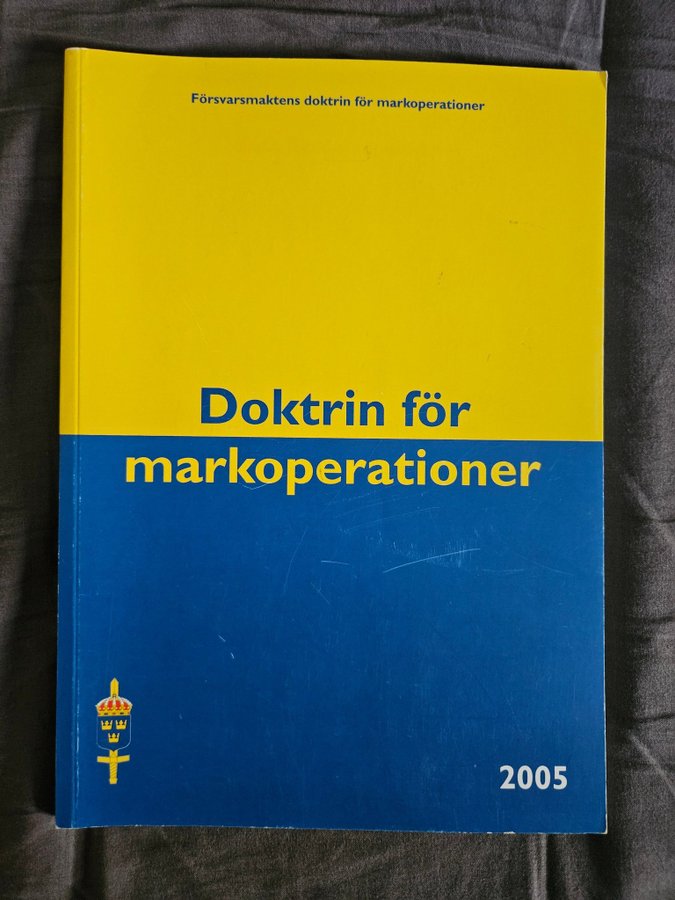 Försvarsmaktens doktrin för markoperationer
Doktrin för
markoperationer
2005